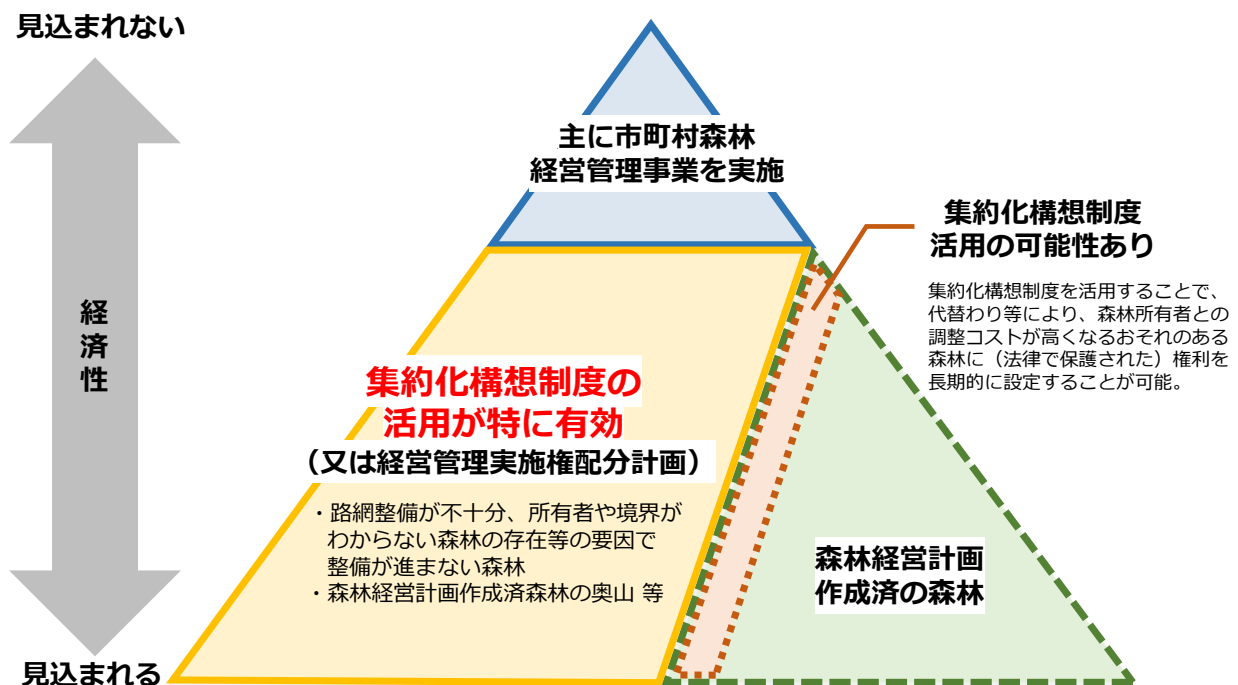 見込まれない
経済性
見込まれる
主に市町村森林
経営管理事業を実施
集約化構想制度
活用の可能性あり
集約化構想制度を活用することで、
代替わり等により、森林所有者との
調整コストが高くなるおそれのある
森林に（法律で保護された）権利を
長期的に設定することが可能。
集約化構想制度の
活用が特に有効
（又は経営管理実施権配分計画）
・路網整備が不十分、所有者や境界が
わからない森林の存在等の要因で
整備が進まない森林
・森林経営計画作成済森林の奥山 等
森林経営計画
作成済の森林